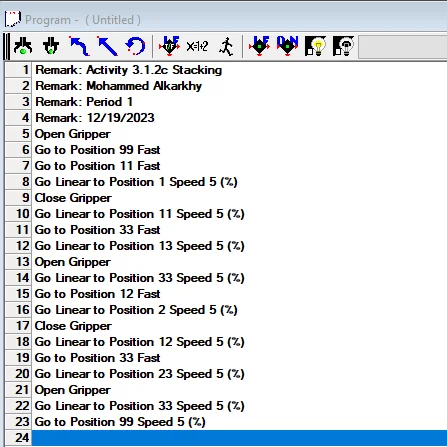 Program - ( Untitled )
1 Remark: Activity 3.1.2c Stacking
2 Remark: Mohammed Alkarkhy
3 Remark: Period 1
4 Remark: 12/19/2023
5 Open Gripper
6 Go to Position 99 Fast
7 Go to Position 11 Fast
8 Go Linear to Position 1 Speed 5 (%)
9 Close Gripper
10 Go Linear to Position 11 Speed 5 (%)
11 Go to Position 33 Fast
12 Go Linear to Position 13 Speed 5 (%)
13 Open Gripper
14 Go Linear to Position 33 Speed 5 (%)
15 Go to Position 12 Fast
16 Go Linear to Position 2 Speed 5 (%)
17 Close Gripper
18 Go Linear to Position 12 Speed 5 (%)
19 Go to Position 33 Fast
20 Go Linear to Position 23 Speed 5 (%)
21 Open Gripper
22 Go Linear to Position 33 Speed 5 (%)
23 Go to Position 99 Speed 5 (%)
24